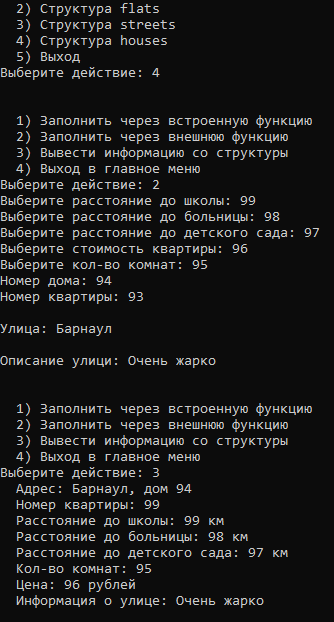 2) Структура flats
3) Структура streets
4) Структура houses
5) Выход
Выберите действие: 4
1) Заполнить через встроенную функцию
2) Заполнить через внешнюю функцию
3) Вывести информацию со структуры
4) Выход в главное меню
Выберите действие: 2
Выберите расстояние до школы: 99
Выберите расстояние до больницы: 98
Выберите расстояние до детского сада: 97
Выберите стоимость квартиры: 96
Выберите кол-во комнат: 95
Номер дома: 94
Номер квартиры: 93
Улица: Барнаул
Описание улици: Очень жарко
1) Заполнить через встроенную функцию
2) Заполнить через внешнюю функцию
3) Вывести информацию со структуры
4) Выход в главное меню
Выберите действие: 3
Адрес: Барнаул, дом 94
Номер квартиры: 99
Расстояние до школы: 99 км
Расстояние до больницы: 98 км
Расстояние до детского сада: 97 км
Кол-во комнат: 95
Цена: 96 рублей
Информация о улице: Очень жарко